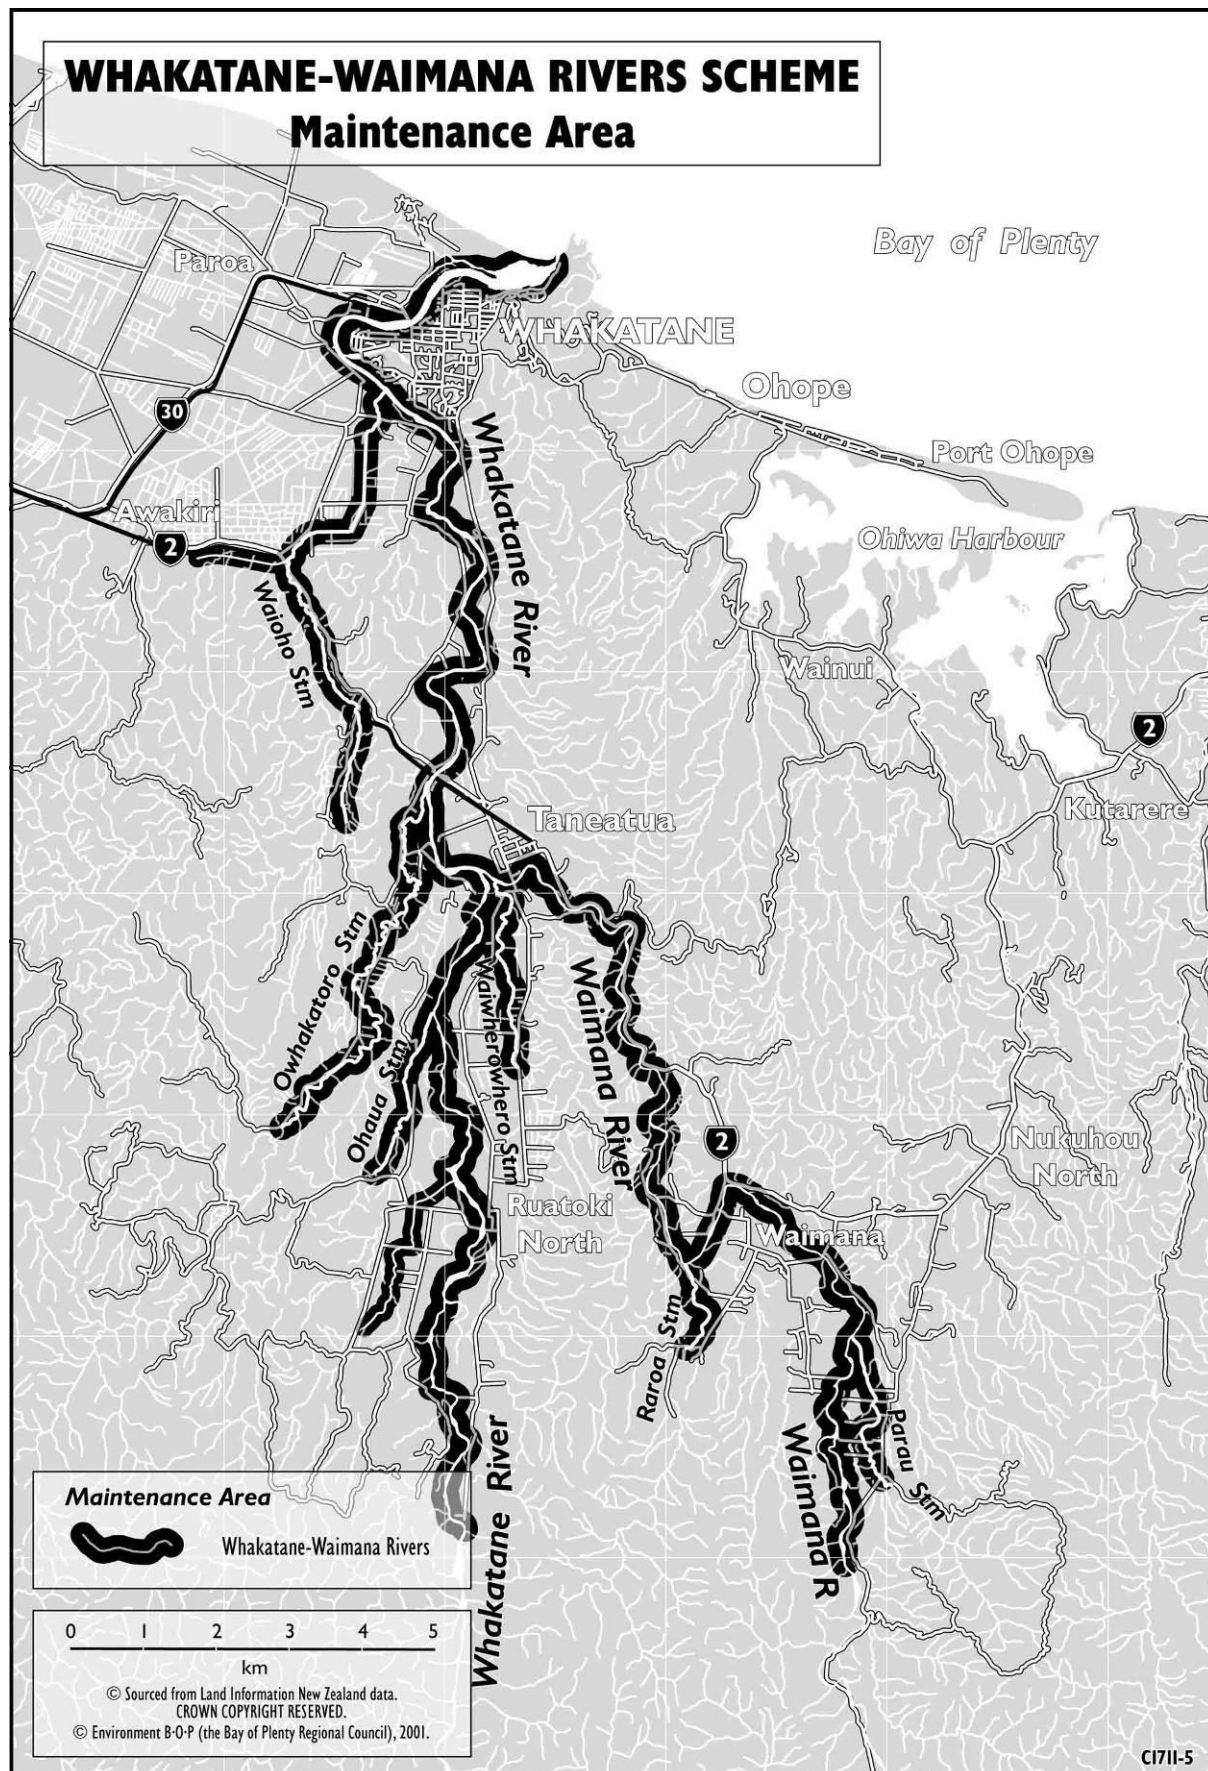 WHAKATANE-WAIMANA RIVERS SCHEME
Maintenance Area
Bay of Plenty
Paroa
WHAKATANE
Ohope
30
Port Ohope
Whakatane River
Awakiri
2
Ohiwa Harbour
Waioho Stm
Wainui
2
Kutarere
Taneatua
Owhakatoro Stm
Waimana River
Waiwherowhero Stm
Ohaua Stm
2
Nukuhou
North
Ruatoki
North
Waimana
Raroa Stm
Parau Stm
Waimana R
Whakatane River
Maintenance Area
Whakatane-Waimana Rivers
0 1 2 3 4 5
km
© Sourced from Land Information New Zealand data.
CROWN COPYRIGHT RESERVED.
© Environment B·O·P (the Bay of Plenty Regional Council), 2001.
C1711-5